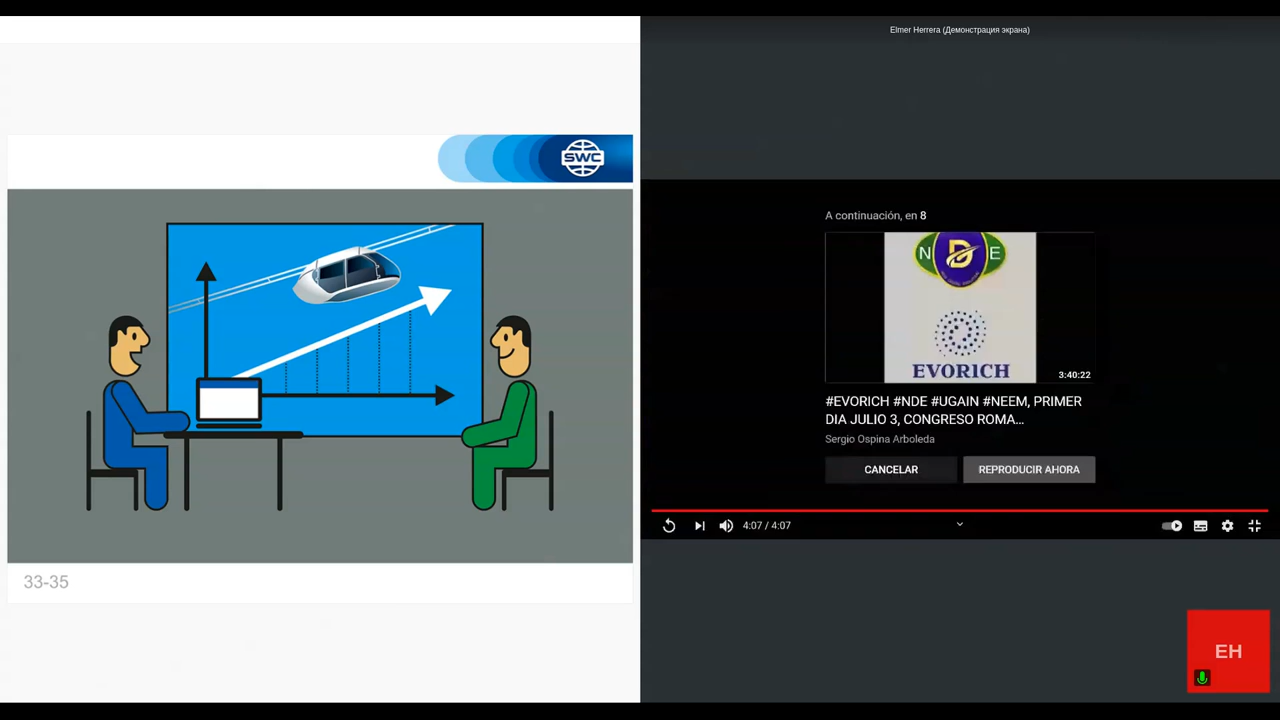 SWC
33-35
Elmer Herrera (Демонстрация экрана)
A continuación, en 8
N D E
EVORICH
3:40:22
#EVORICH #NDE #UGAIN #NEEM, PRIMER
DIA JULIO 3, CONGRESO ROMA...
Sergio Ospina Arboleda
CANCELAR
REPRODUCIR AHORA
4:07 / 4:07
EH